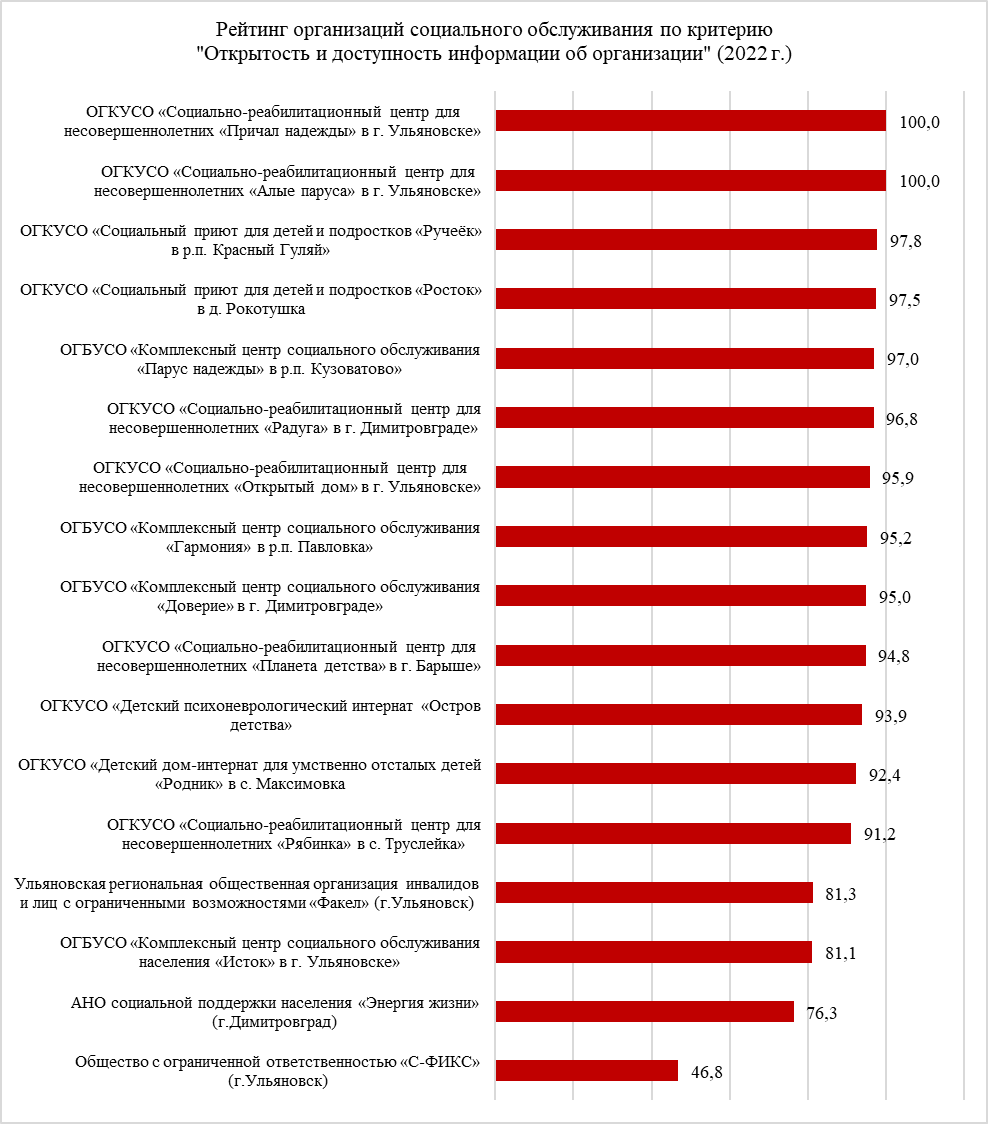 Рейтинг организаций социального обслуживания по критерию
"Открытость и доступность информации об организации" (2022 г.)
ОГКУСО «Социально-реабилитационный центр для
несовершеннолетних «Причал надежды» в г. Ульяновске»
100,0
ОГКУСО «Социально-реабилитационный центр для
несовершеннолетних «Алые паруса» в г. Ульяновске»
100,0
ОГКУСО «Социальный приют для детей и подростков «Ручеёк»
в р.п. Красный Гуляй»
97,8
ОГКУСО «Социальный приют для детей и подростков «Росток»
в д. Рокотушка
97,5
ОГБУСО «Комплексный центр социального обслуживания
«Парус надежды» в р.п. Кузоватово»
97,0
ОГКУСО «Социально-реабилитационный центр для
несовершеннолетних «Радуга» в г. Димитровграде»
96,8
ОГКУСО «Социально-реабилитационный центр для
несовершеннолетних «Открытый дом» в г. Ульяновске»
95,9
ОГБУСО «Комплексный центр социального обслуживания
«Гармония» в р.п. Павловка»
95,2
ОГБУСО «Комплексный центр социального обслуживания
«Доверие» в г. Димитровграде»
95,0
ОГКУСО «Социально-реабилитационный центр для
несовершеннолетних «Планета детства» в г. Барыше»
94,8
ОГКУСО «Детский психоневрологический интернат «Остров
детства»
93,9
ОГКУСО «Детский дом-интернат для умственно отсталых детей
«Родник» в с. Максимовка
92,4
ОГКУСО «Социально-реабилитационный центр для
несовершеннолетних «Рябинка» в с. Труслейка»
91,2
Ульяновская региональная общественная организация инвалидов
и лиц с ограниченными возможностями «Факел» (г.Ульяновск)
81,3
ОГБУСО «Комплексный центр социального обслуживания
населения «Исток» в г. Ульяновске»
81,1
АНО социальной поддержки населения «Энергия жизни»
(г.Димитровград)
76,3
Общество с ограниченной ответственностью «С-ФИКС»
(г.Ульяновск)
46,8